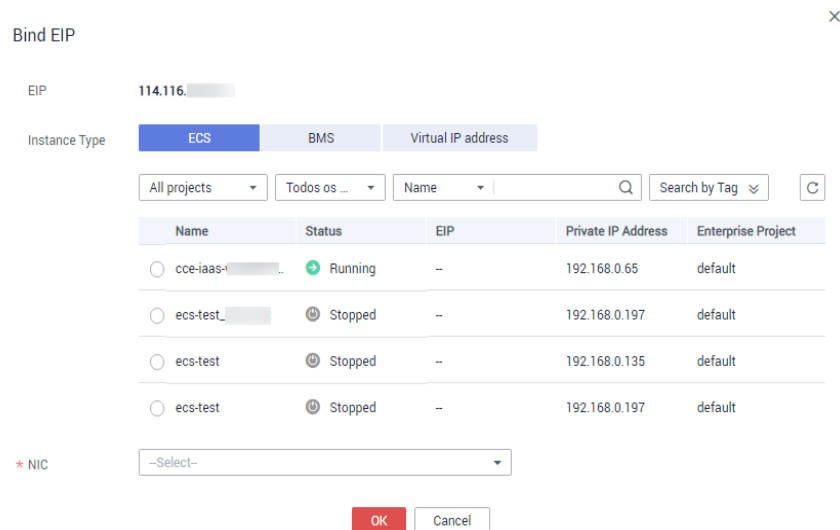 Bind EIP
EIP 114.116.
Instance Type ECS BMS Virtual IP address
All projects Todos os ... Name Search by Tag
Name Status EIP Private IP Address Enterprise Project
cce-iaas- .. Running -- 192.168.0.65 default
ecs-test_ Stopped -- 192.168.0.197 default
ecs-test Stopped -- 192.168.0.135 default
ecs-test Stopped -- 192.168.0.197 default
* NIC --Select--
OK Cancel